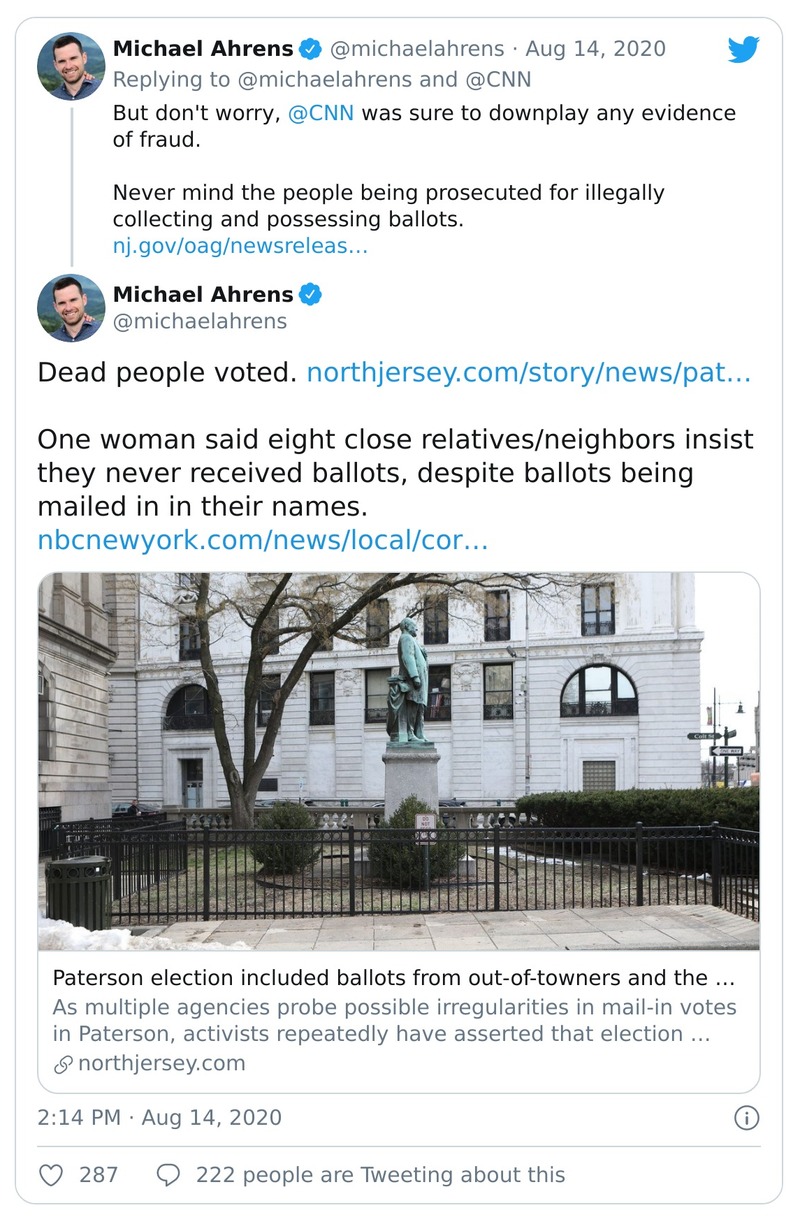 Michael Ahrens @michaelahrens · Aug 14, 2020
Replying to @michaelahrens and @CNN
But don't worry, @CNN was sure to downplay any evidence
of fraud.
Never mind the people being prosecuted for illegally
collecting and possessing ballots.
nj.gov/oag/newsreleas…
Michael Ahrens
@michaelahrens
Dead people voted. northjersey.com/story/news/pat…
One woman said eight close relatives/neighbors insist
they never received ballots, despite ballots being
mailed in in their names.
nbcnewyork.com/news/local/cor…
DO
NOT
ONE WAY
Paterson election included ballots from out-of-towners and the …
As multiple agencies probe possible irregularities in mail-in votes
in Paterson, activists repeatedly have asserted that election …
northjersey.com
2:14 PM · Aug 14, 2020
287
222 people are Tweeting about this